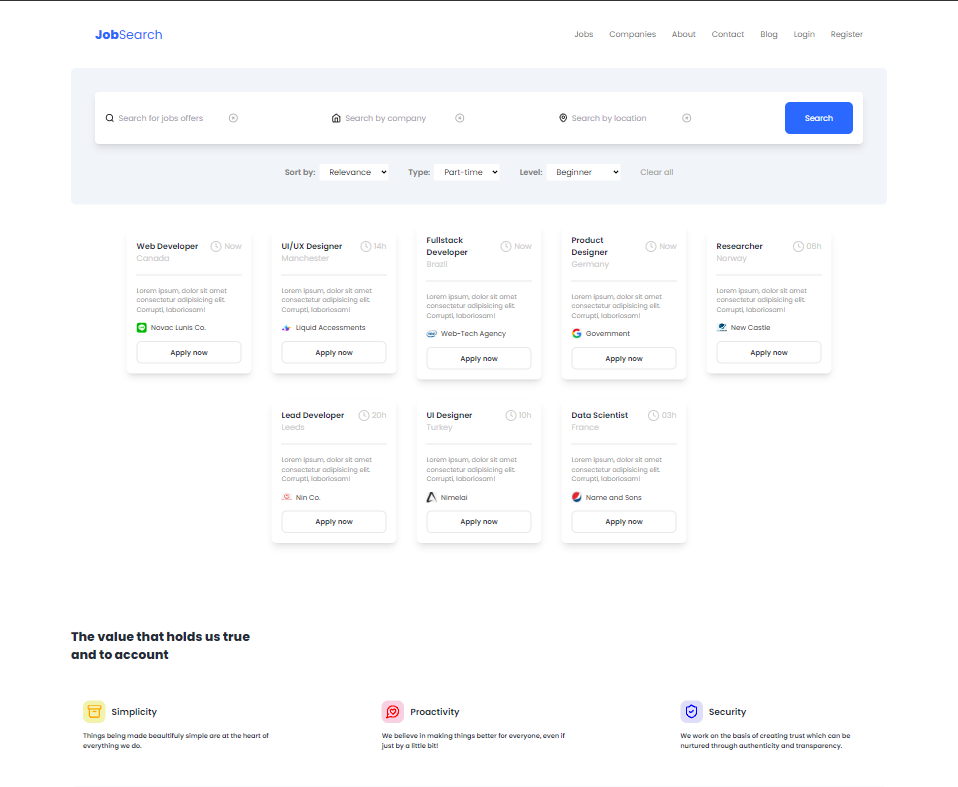 JobSearch
Jobs Companies About Contact Blog Login Register
Search for jobs offers Search by company Search by location Search
Sort by: Relevance Type: Part-time Level: Beginner Clear all
Web Developer Now
Canada
Lorem ipsum, dolor sit amet
consectetur adipisicing elit.
Corrupti, laboriosam!
Novac Lunis Co.
Apply now
UI/UX Designer 14h
Manchester
Lorem ipsum, dolor sit amet
consectetur adipisicing elit.
Corrupti, laboriosam!
Liquid Accessments
Apply now
Fullstack
Developer Now
Brazil
Lorem ipsum, dolor sit amet
consectetur adipisicing elit.
Corrupti, laboriosam!
Web-Tech Agency
Apply now
Product
Designer Now
Germany
Lorem ipsum, dolor sit amet
consectetur adipisicing elit.
Corrupti, laboriosam!
Government
Apply now
Researcher 06h
Norway
Lorem ipsum, dolor sit amet
consectetur adipisicing elit.
Corrupti, laboriosam!
New Castle
Apply now
Lead Developer 20h
Leeds
Lorem ipsum, dolor sit amet
consectetur adipisicing elit.
Corrupti, laboriosam!
Nin Co.
Apply now
UI Designer 10h
Turkey
Lorem ipsum, dolor sit amet
consectetur adipisicing elit.
Corrupti, laboriosam!
Nimelai
Apply now
Data Scientist 03h
France
Lorem ipsum, dolor sit amet
consectetur adipisicing elit.
Corrupti, laboriosam!
Name and Sons
Apply now
The value that holds us true
and to account
Simplicity
Things being made beaultifuly simple are at the heart of
everything we do.
Proactivity
We believe in making things better for everyone, even if
just by a little bit!
Security
We work on the basis of creating trust which can be
nurtured through authenticity and transparency.